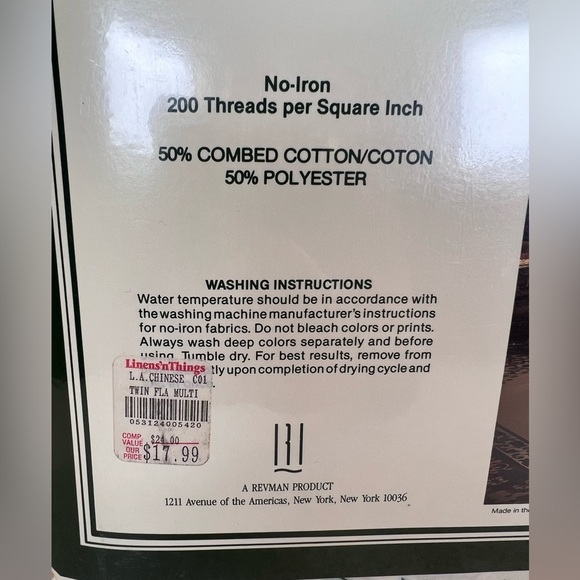 No-Iron
200 Threads per Square Inch
50% COMBED COTTON/COTON
50% POLYESTER
WASHING INSTRUCTIONS
Water temperature should be in accordance with
the washing machine manufacturer's instructions
for no-iron fabrics. Do not bleach colors or prints.
Always wash deep colors separately and before
using. Tumble dry. For best results, remove from
tly upon completion of drying cycle and
Linens'nThings
L.A.CHINESE C01
TWIN FLA MULTI
053124005420
COMP. VALUE $24.00
OUR PRICE $17.99
A REVMAN PRODUCT
1211 Avenue of the Americas, New York, New York 10036
Made in th